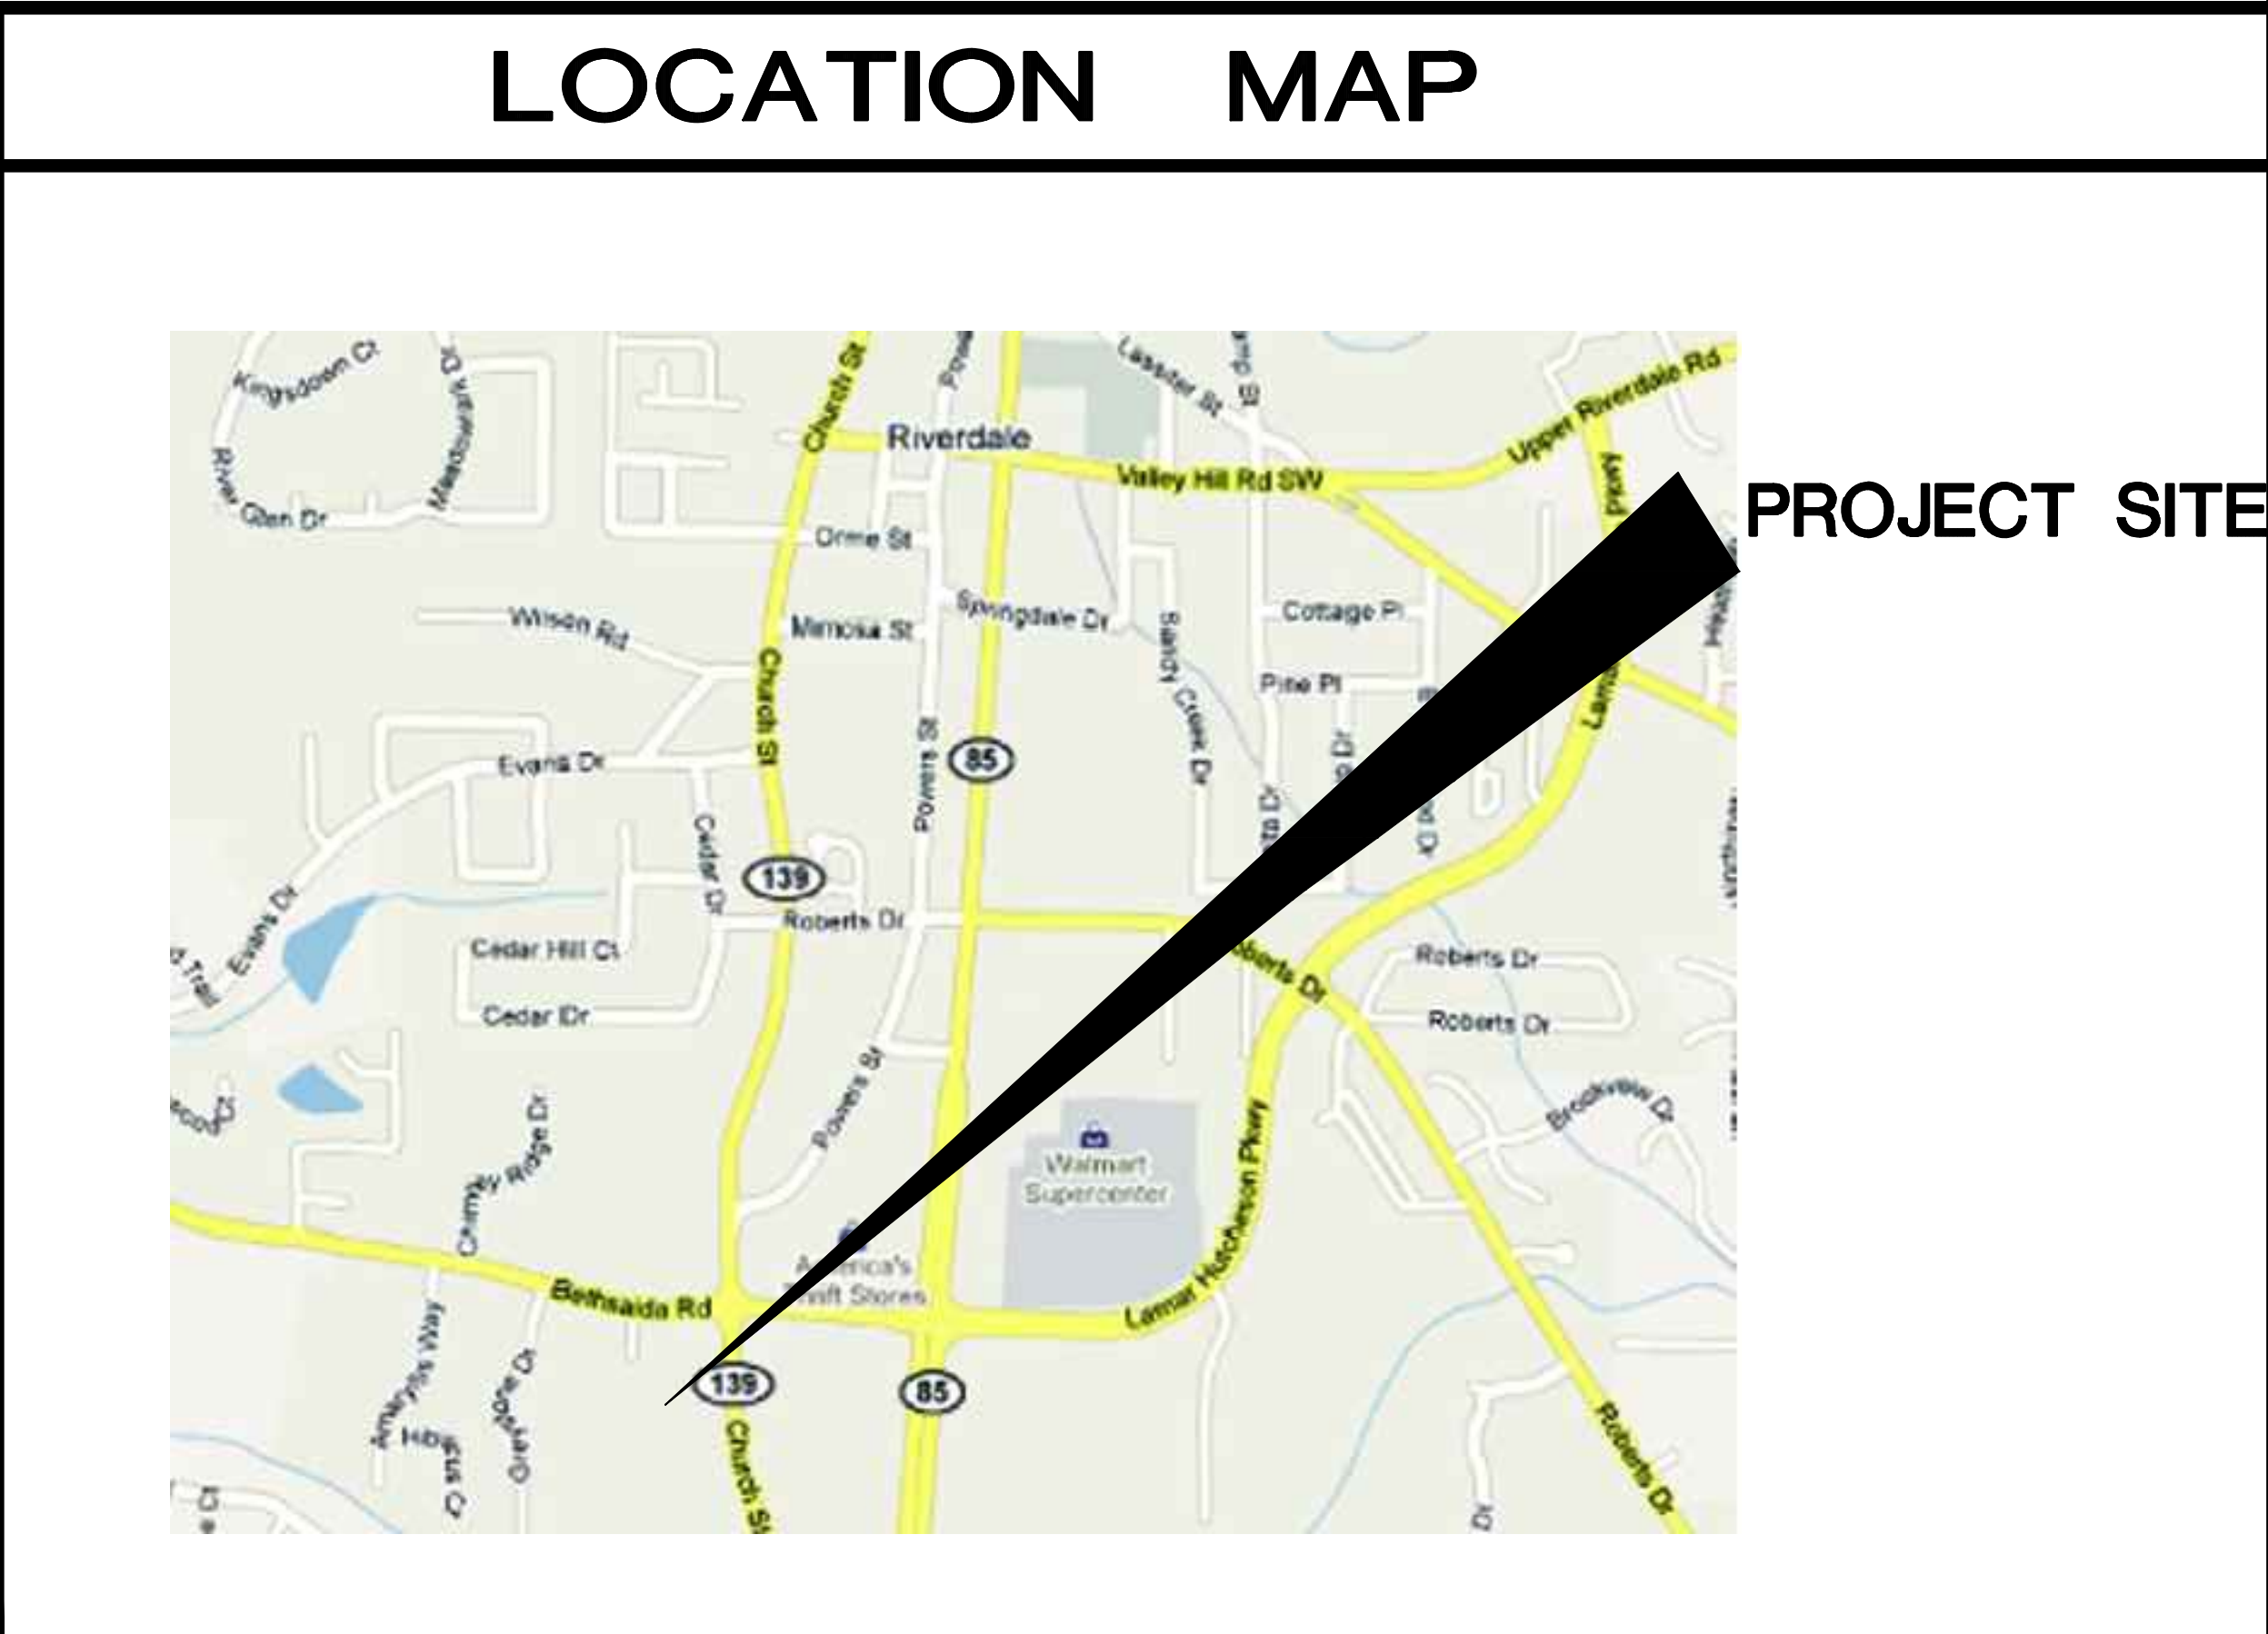 LOCATION MAP
PROJECT SITE
Kingsdown Ct
River Glen Dr
Church St
Riverdale
Lassiter St
Upper Riverdale Rd
Valley Hill Rd SW
Pkwy
Orme St
Wilson Rd
Mimosa St
Springdale Dr
Cottage Pl
Sandy Creek Dr
Pine Pl
Church St
Powers St
85
Evans Dr
Cedar Dr
139
Roberts Dr
Evans Dr
Cedar Hill Ct
Cedar Dr
Roberts Dr
Roberts Dr
Powers St
Brookview Dr
Ridge Dr
Walmart
Supercenter
Lamar Hutcheson Pkwy
Bethsaida Rd
Stores
Amaryllis Way
139
85
Church St
Roberts Dr
Dr